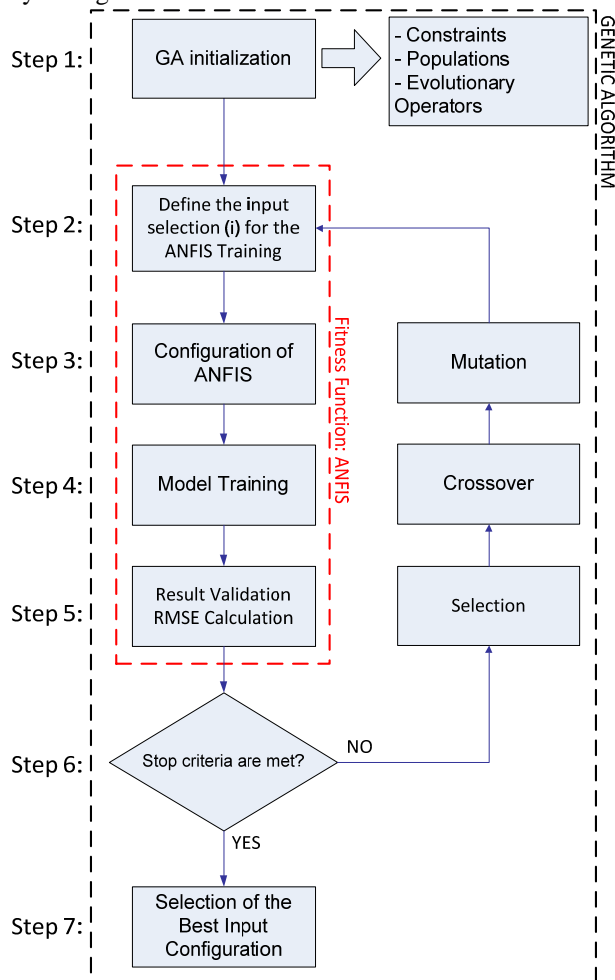 Step 1:
GA initialization
- Constraints
- Populations
- Evolutionary
Operators
GENETIC ALGORITHM
Step 2:
Define the input
selection (i) for the
ANFIS Training
Step 3:
Configuration of
ANFIS
Fitness Function: ANFIS
Mutation
Step 4:
Model Training
Crossover
Step 5:
Result Validation
RMSE Calculation
Selection
Step 6:
Stop criteria are met?
NO
YES
Step 7:
Selection of the
Best Input
Configuration